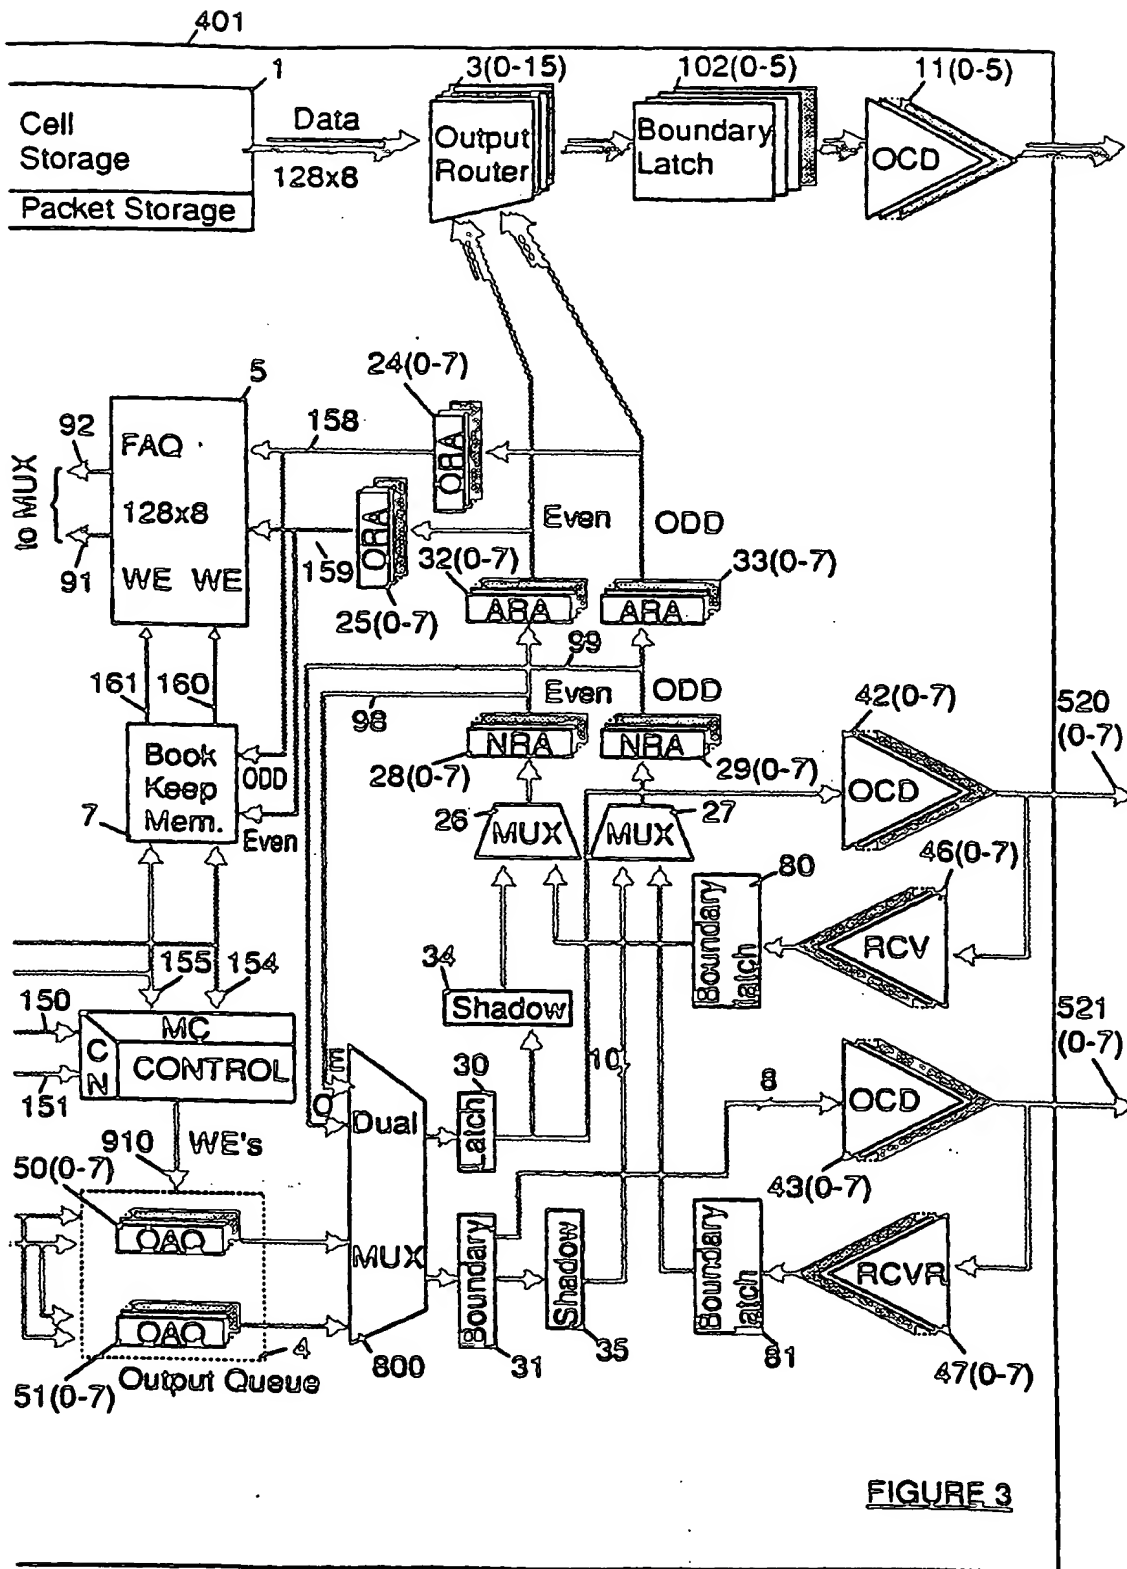 401
1
3(0-15)
102(0-5)
11(0-5)
Cell
Storage
Packet Storage
Data
128x8
Output
Router
Boundary
Latch
OCD
24(0-7)
5
92
158
FAQ
128x8
WE WE
to MUX
91
ORA
ORA
159
25(0-7)
Even
ODD
32(0-7)
33(0-7)
ARA
ARA
99
161
160
98
Even
ODD
NRA
NRA
28(0-7)
29(0-7)
42(0-7)
520
(0-7)
Book
Keep
Mem.
ODD
Even
7
26
MUX
MUX
27
OCD
46(0-7)
80
Boundary
Latch
RCV
155
154
34
Shadow
150
151
C
N
MC
CONTROL
E
O
30
Latch
10
8
521
(0-7)
OCD
43(0-7)
910
WE's
50(0-7)
OAQ
OAQ
51(0-7)
4
Output Queue
Dual
MUX
800
Boundary
31
Shadow
35
Boundary
Latch
81
RCVR
47(0-7)
FIGURE 3